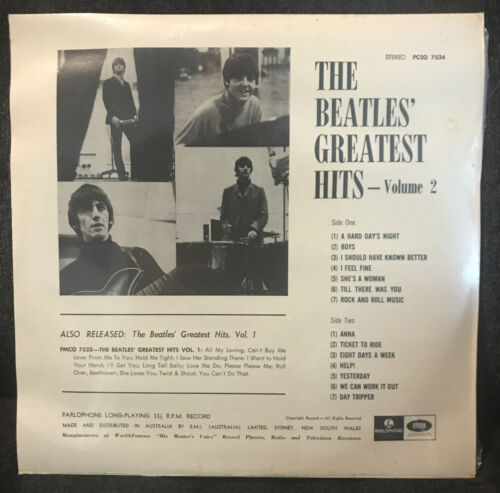 STEREO PCSO 7534
THE
BEATLES'
GREATEST
HITS — Volume 2
Side One
(1) A HARD DAY'S NIGHT
(2) BOYS
(3) I SHOULD HAVE KNOWN BETTER
(4) I FEEL FINE
(5) SHE'S A WOMAN
(6) TILL THERE WAS YOU
(7) ROCK AND ROLL MUSIC
Side Two
(1) ANNA
(2) TICKET TO RIDE
(3) EIGHT DAYS A WEEK
(4) HELP!
(5) YESTERDAY
(6) WE CAN WORK IT OUT
(7) DAY TRIPPER
ALSO RELEASED: The Beatles' Greatest Hits, Vol. 1
PMCO 7533—THE BEATLES' GREATEST HITS VOL. 1: All My Loving; Can't Buy Me
Love; From Me To You; Hold Me Tight; I Saw Her Standing There; I Want to Hold
Your Hand; I'll Get You; Long Tall Sally; Love Me Do, Please Please Me; Roll
Over, Beethoven; She Loves You; Twist & Shout; You Can't Do That.
PARLOPHONE LONG-PLAYING 33⅓ R.P.M. RECORD
Copyright Record — All Rights Reserved
MADE AND DISTRIBUTED IN AUSTRALIA BY E.M.I. (AUSTRALIA) LIMITED, SYDNEY, NEW SOUTH WALES
Manufacturers of World-Famous "His Master's Voice" Record Players, Radio and Television Receivers
PARLOPHONE
EMI